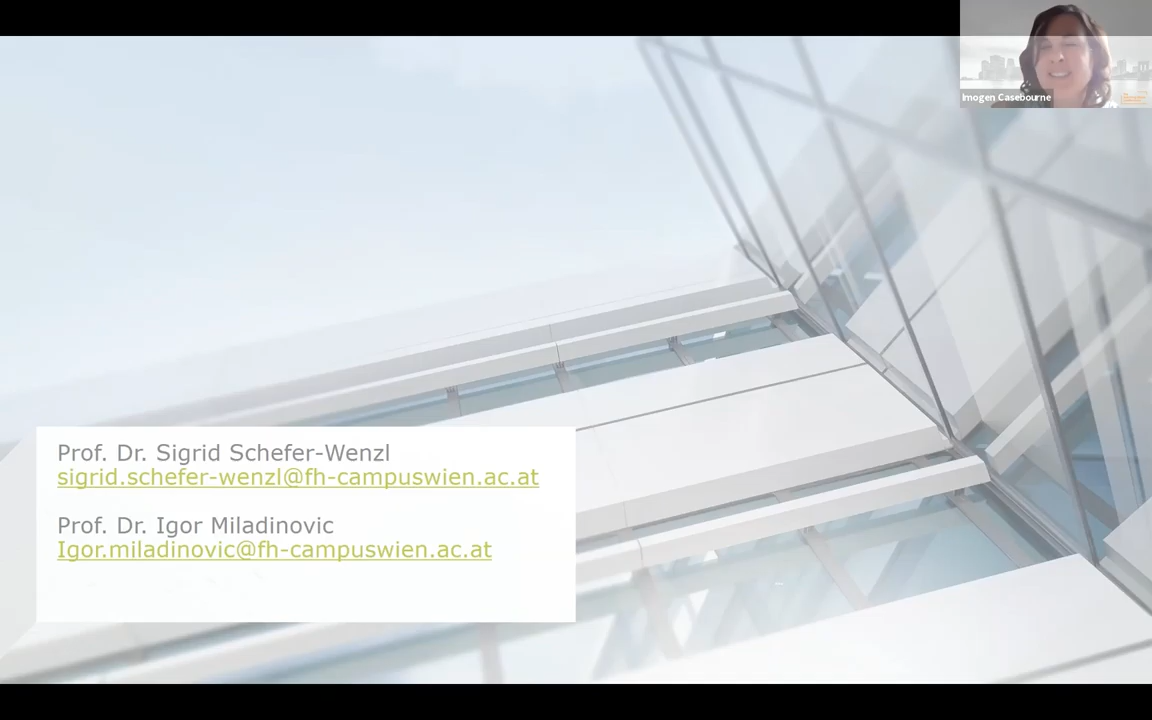 Imogen Casebourne
Prof. Dr. Sigrid Schefer-Wenzl
sigrid.schefer-wenzl@fh-campuswien.ac.at
Prof. Dr. Igor Miladinovic
Igor.miladinovic@fh-campuswien.ac.at